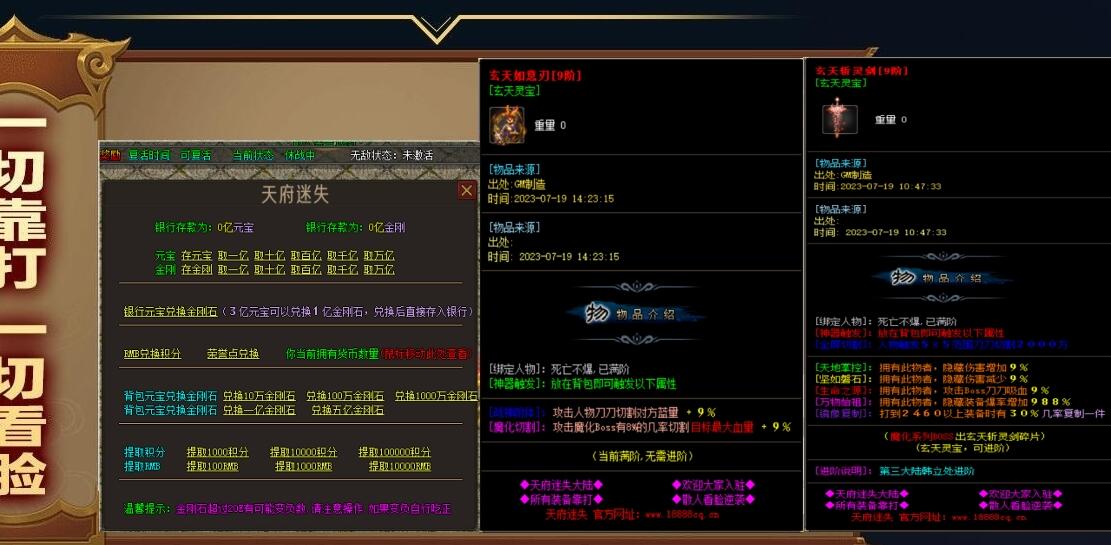 一切靠打 一切看脸
奖励 复活时间 可复活 当前状态 休战中 无敌状态：未激活
天府迷失
银行存款为：0亿元宝 银行存款为：0亿金刚
元宝 存元宝 取一亿 取十亿 取百亿 取千亿 取万亿
金刚 存金刚 取一亿 取十亿 取百亿 取千亿 取万亿
银行元宝兑换金刚石（3亿元宝可以兑换1亿金刚石，兑换后直接存入银行）
RMB兑换积分 荣誉点兑换 你当前拥有货币数量(鼠标移动此处查看)
背包元宝兑换金刚石 兑换10万金刚石 兑换100万金刚石 兑换1000万金刚石
背包元宝兑换金刚石 兑换一亿金刚石 兑换五亿金刚石
提取积分 提取1000积分 提取10000积分 提取100000积分
提取RMB 提取100RMB 提取1000RMB 提取10000RMB
温馨提示：金刚石超过20E有可能变负数,请注意操作 如果变负自行吃正
玄天如意刃[9阶]
[玄天灵宝]
重量 0
[物品来源]
出处:GM制造
时间:2023-07-19 14:23:15
[物品来源]
出处:
时间: 2023-07-19 14:23:15
物 物品介绍
[绑定人物]: 死亡不爆,已满阶
[神器触发]: 放在背包即可触发以下属性
攻击人物刀刀切割对方蓝量 + 9%
[魔化切割]: 攻击魔化Boss有8%的几率切割目标最大血量 + 9%
(当前满阶,无需进阶)
◆天府迷失大陆◆ ◆欢迎大家入驻◆
◆所有装备靠打◆ ◆散人看脸逆袭◆
天府迷失 官方网址: www.18888cq.cn
玄天斩灵剑[9阶]
[玄天灵宝]
重量 0
[物品来源]
出处:GM制造
时间:2023-07-19 10:47:33
[物品来源]
出处:
时间: 2023-07-19 10:47:33
物 物品介绍
[绑定人物]: 死亡不爆,已满阶
[神器触发]: 放在背包即可触发以下属性
[全部切割]: 人物触发5×5范围刀刀切割2000万
[天地掌控]: 拥有此物者，隐藏伤害增加9%
[坚如磐石]: 拥有此物者，隐藏伤害减少9%
[生命之源]: 拥有此物者，攻击Boss刀刀吸血9%
[万物始祖]: 拥有此物者，隐藏装备爆率增加988%
[镜像复制]: 打到2460以上装备时有30%几率复制一件
(魔化系列BOSS出玄天斩灵剑碎片)
(玄天灵宝，可进阶)
[进阶说明]: 第三大陆韩立处进阶
◆天府迷失大陆◆ ◆欢迎大家入驻◆
◆所有装备靠打◆ ◆散人看脸逆袭◆
天府迷失 官方网址: www.18888cq.cn